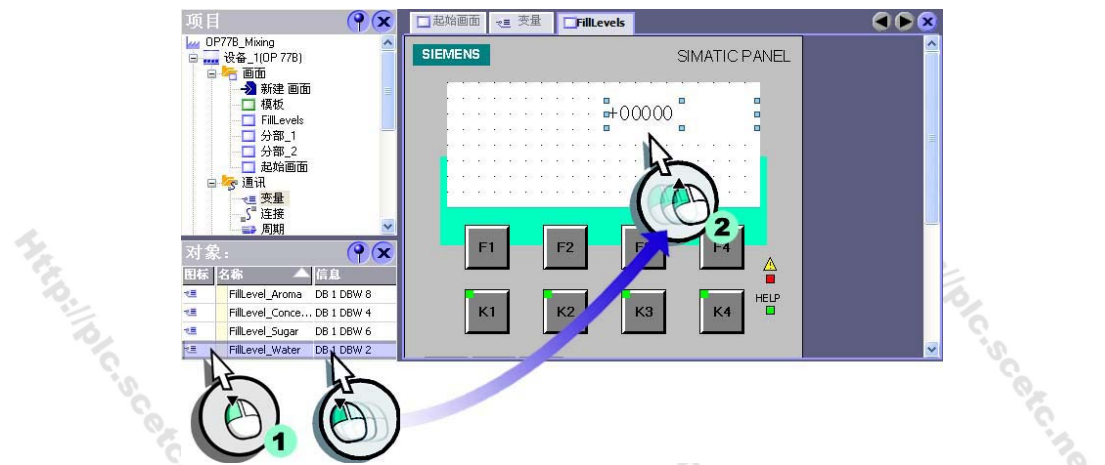 项目
起始画面
变量
FillLevels
OP77B_Mixing
设备_1(OP 77B)
画面
新建 画面
模板
FillLevels
分部_1
分部_2
起始画面
通讯
变量
连接
周期
SIEMENS
SIMATIC PANEL
+00000
2
F1
F2
F4
K1
K2
K3
K4
HELP
对象:
图标 名称 信息
FillLevel_Aroma DB 1 DBW 8
FillLevel_Conce... DB 1 DBW 4
FillLevel_Sugar DB 1 DBW 6
FillLevel_Water DB 1 DBW 2
1
Http://plc.scetc
//plc.scetc.ne